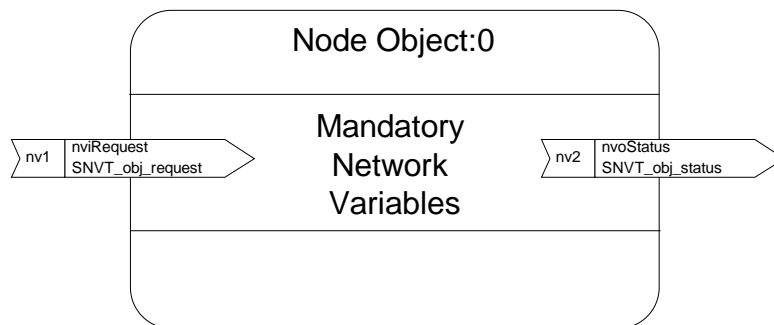 Node Object:0
Mandatory
Network
Variables
nv1
nviRequest
SNVT_obj_request
nv2
nvoStatus
SNVT_obj_status